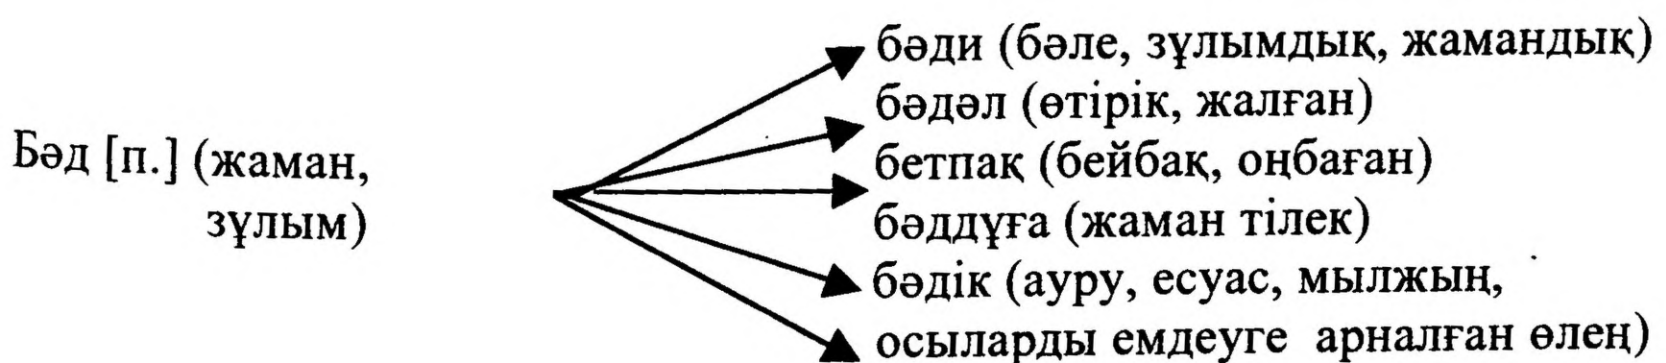 бәди (бәле, зұлымдық, жамандық)
бәдәл (өтірік, жалған)
Бәд [п.] (жаман,
бетпақ (бейбақ, оңбаған)
зұлым)
бәддұға (жаман тілек)
бәдік (ауру, есуас, мылжың,
осыларды емдеуге арналған өлең)